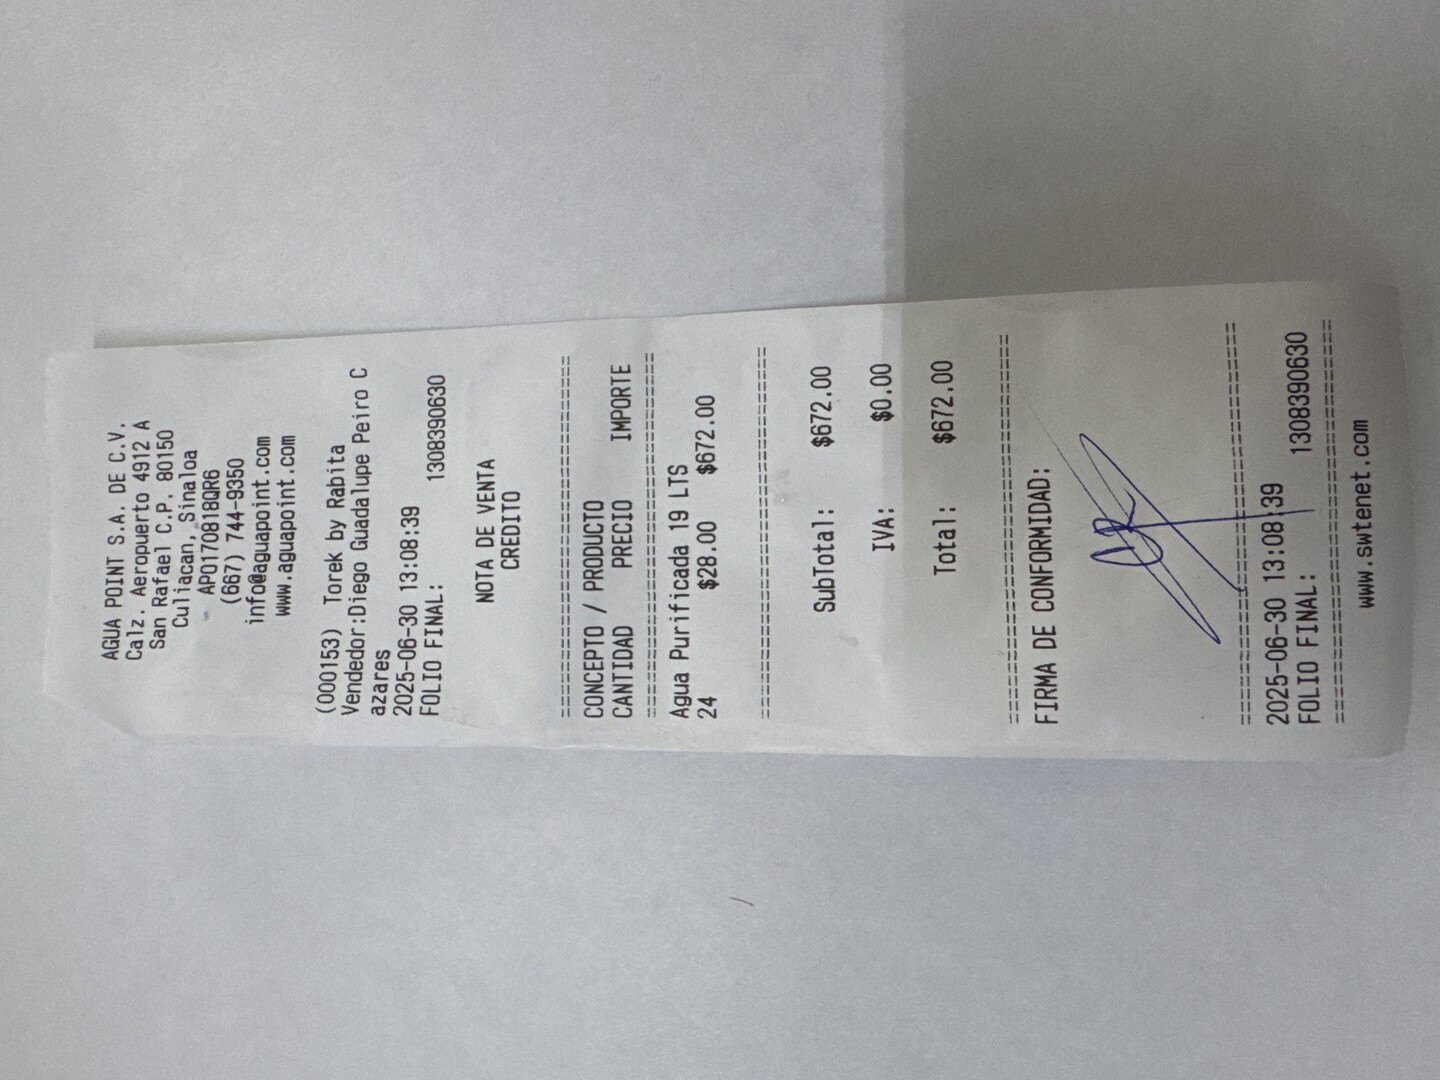 AGUA POINT S.A. DE C.V.
Calz. Aeropuerto 4912 A
San Rafael C.P. 80150
Culiacan, Sinaloa
APO170818QR6
(667) 744-9350
info@aguapoint.com
www.aguapoint.com
(000153) Torek by Rabita
Vendedor:Diego Guadalupe Peiro C
azares
2025-06-30 13:08:39
FOLIO FINAL: 1308390630
NOTA DE VENTA
CREDITO
================================
CONCEPTO / PRODUCTO
CANTIDAD PRECIO IMPORTE
================================
Agua Purificada 19 LTS
24 $28.00 $672.00
================================
SubTotal: $672.00
IVA: $0.00
Total: $672.00
================================
FIRMA DE CONFORMIDAD:
================================
2025-06-30 13:08:39
FOLIO FINAL: 1308390630
================================
www.swtenet.com